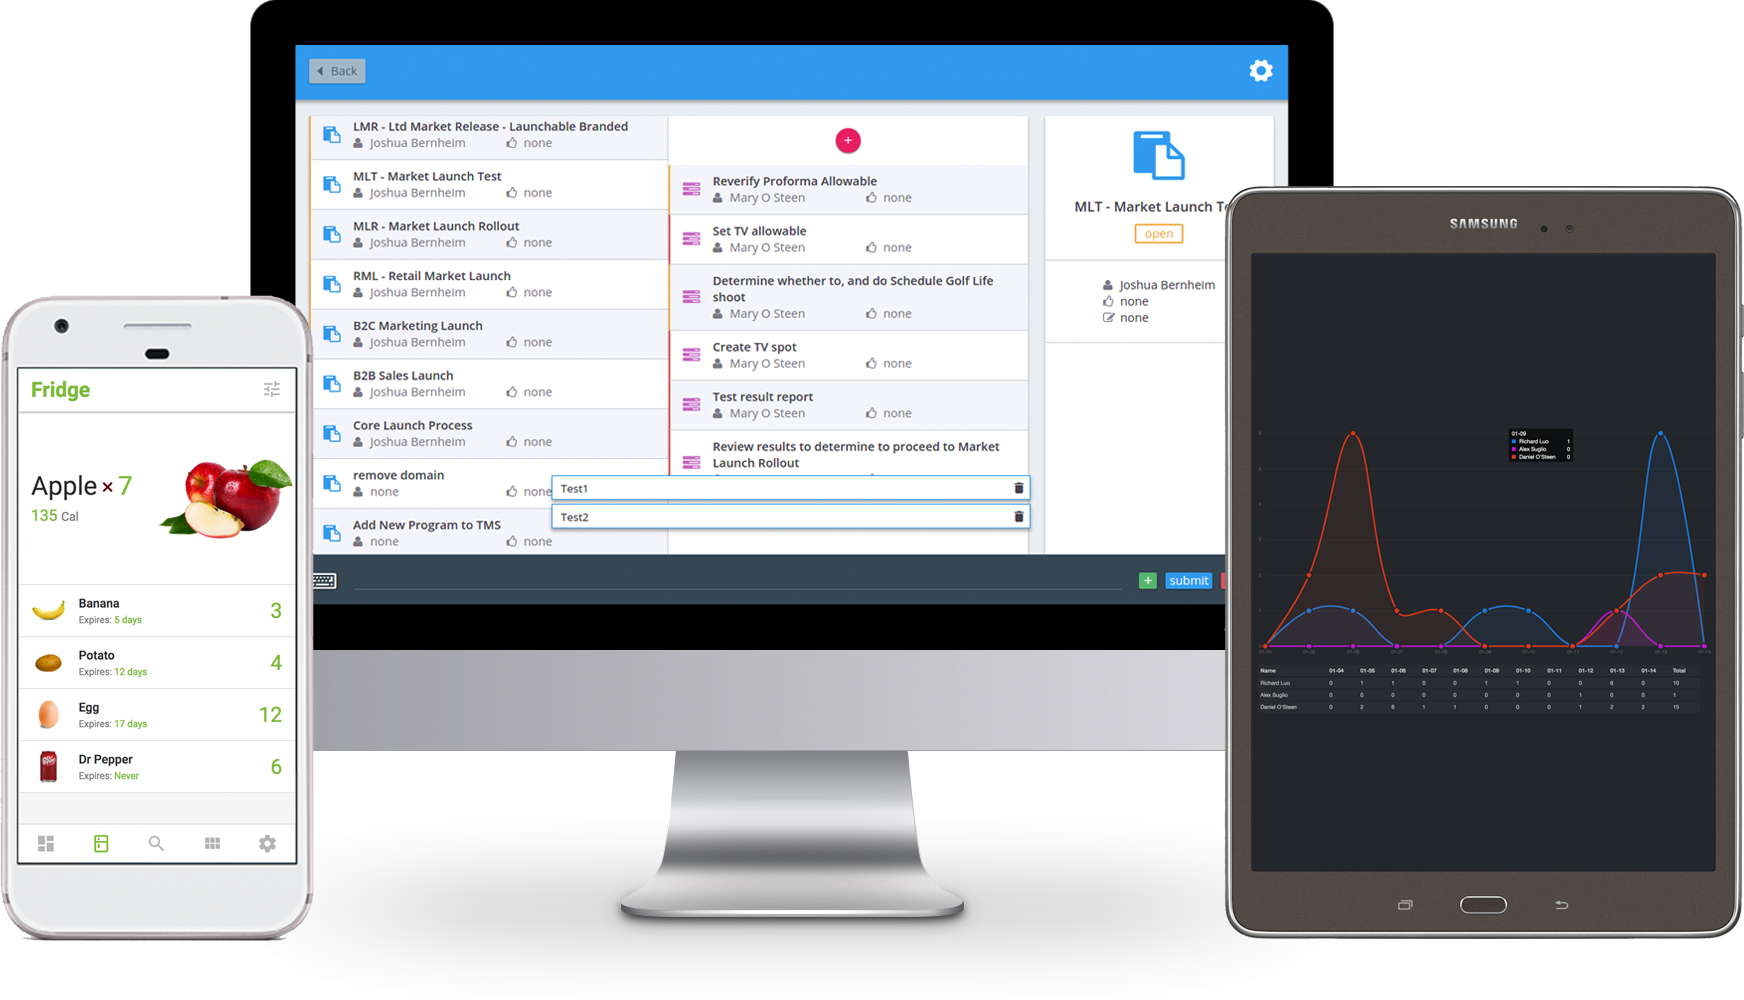 Back
LMR - Ltd Market Release - Launchable Branded
Joshua Bernheim none
MLT - Market Launch Test
Joshua Bernheim none
MLR - Market Launch Rollout
Joshua Bernheim none
RML - Retail Market Launch
Joshua Bernheim none
B2C Marketing Launch
Joshua Bernheim none
B2B Sales Launch
Joshua Bernheim none
Core Launch Process
Joshua Bernheim none
remove domain
none none
Add New Program to TMS
none none
Reverify Proforma Allowable
Mary O Steen none
Set TV allowable
Mary O Steen none
Determine whether to, and do Schedule Golf Life
shoot
Mary O Steen none
Create TV spot
Mary O Steen none
Test result report
Mary O Steen none
Review results to determine to proceed to Market
Launch Rollout
Test1
Test2
MLT - Market Launch Te
open
Joshua Bernheim
none
none
+ submit
Fridge
Apple × 7
135 Cal
Banana 3
Expires: 5 days
Potato 4
Expires: 12 days
Egg 12
Expires: 17 days
Dr Pepper 6
Expires: Never
SAMSUNG
01-09
Richard Luo 1
Alex Suglio 0
Daniel O'Steen 0
Name 01-04 01-05 01-06 01-07 01-08 01-09 01-10 01-11 01-12 01-13 01-14 Total
Richard Luo 0 1 1 0 0 1 1 0 0 6 0 10
Alex Suglio 0 0 0 0 0 0 0 0 1 0 0 1
Daniel O'Steen 0 2 6 1 1 0 0 0 1 2 2 15